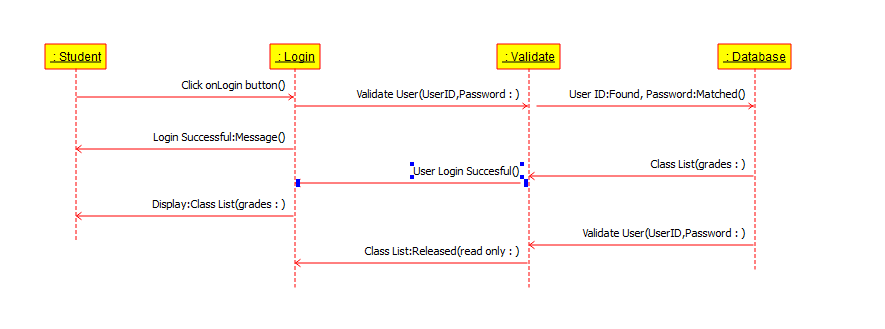 : Student
: Login
: Validate
: Database
Click onLogin button()
Validate User(UserID,Password : )
User ID:Found, Password:Matched()
Login Successful:Message()
Class List(grades : )
User Login Succesful()
Display:Class List(grades : )
Validate User(UserID,Password : )
Class List:Released(read only : )